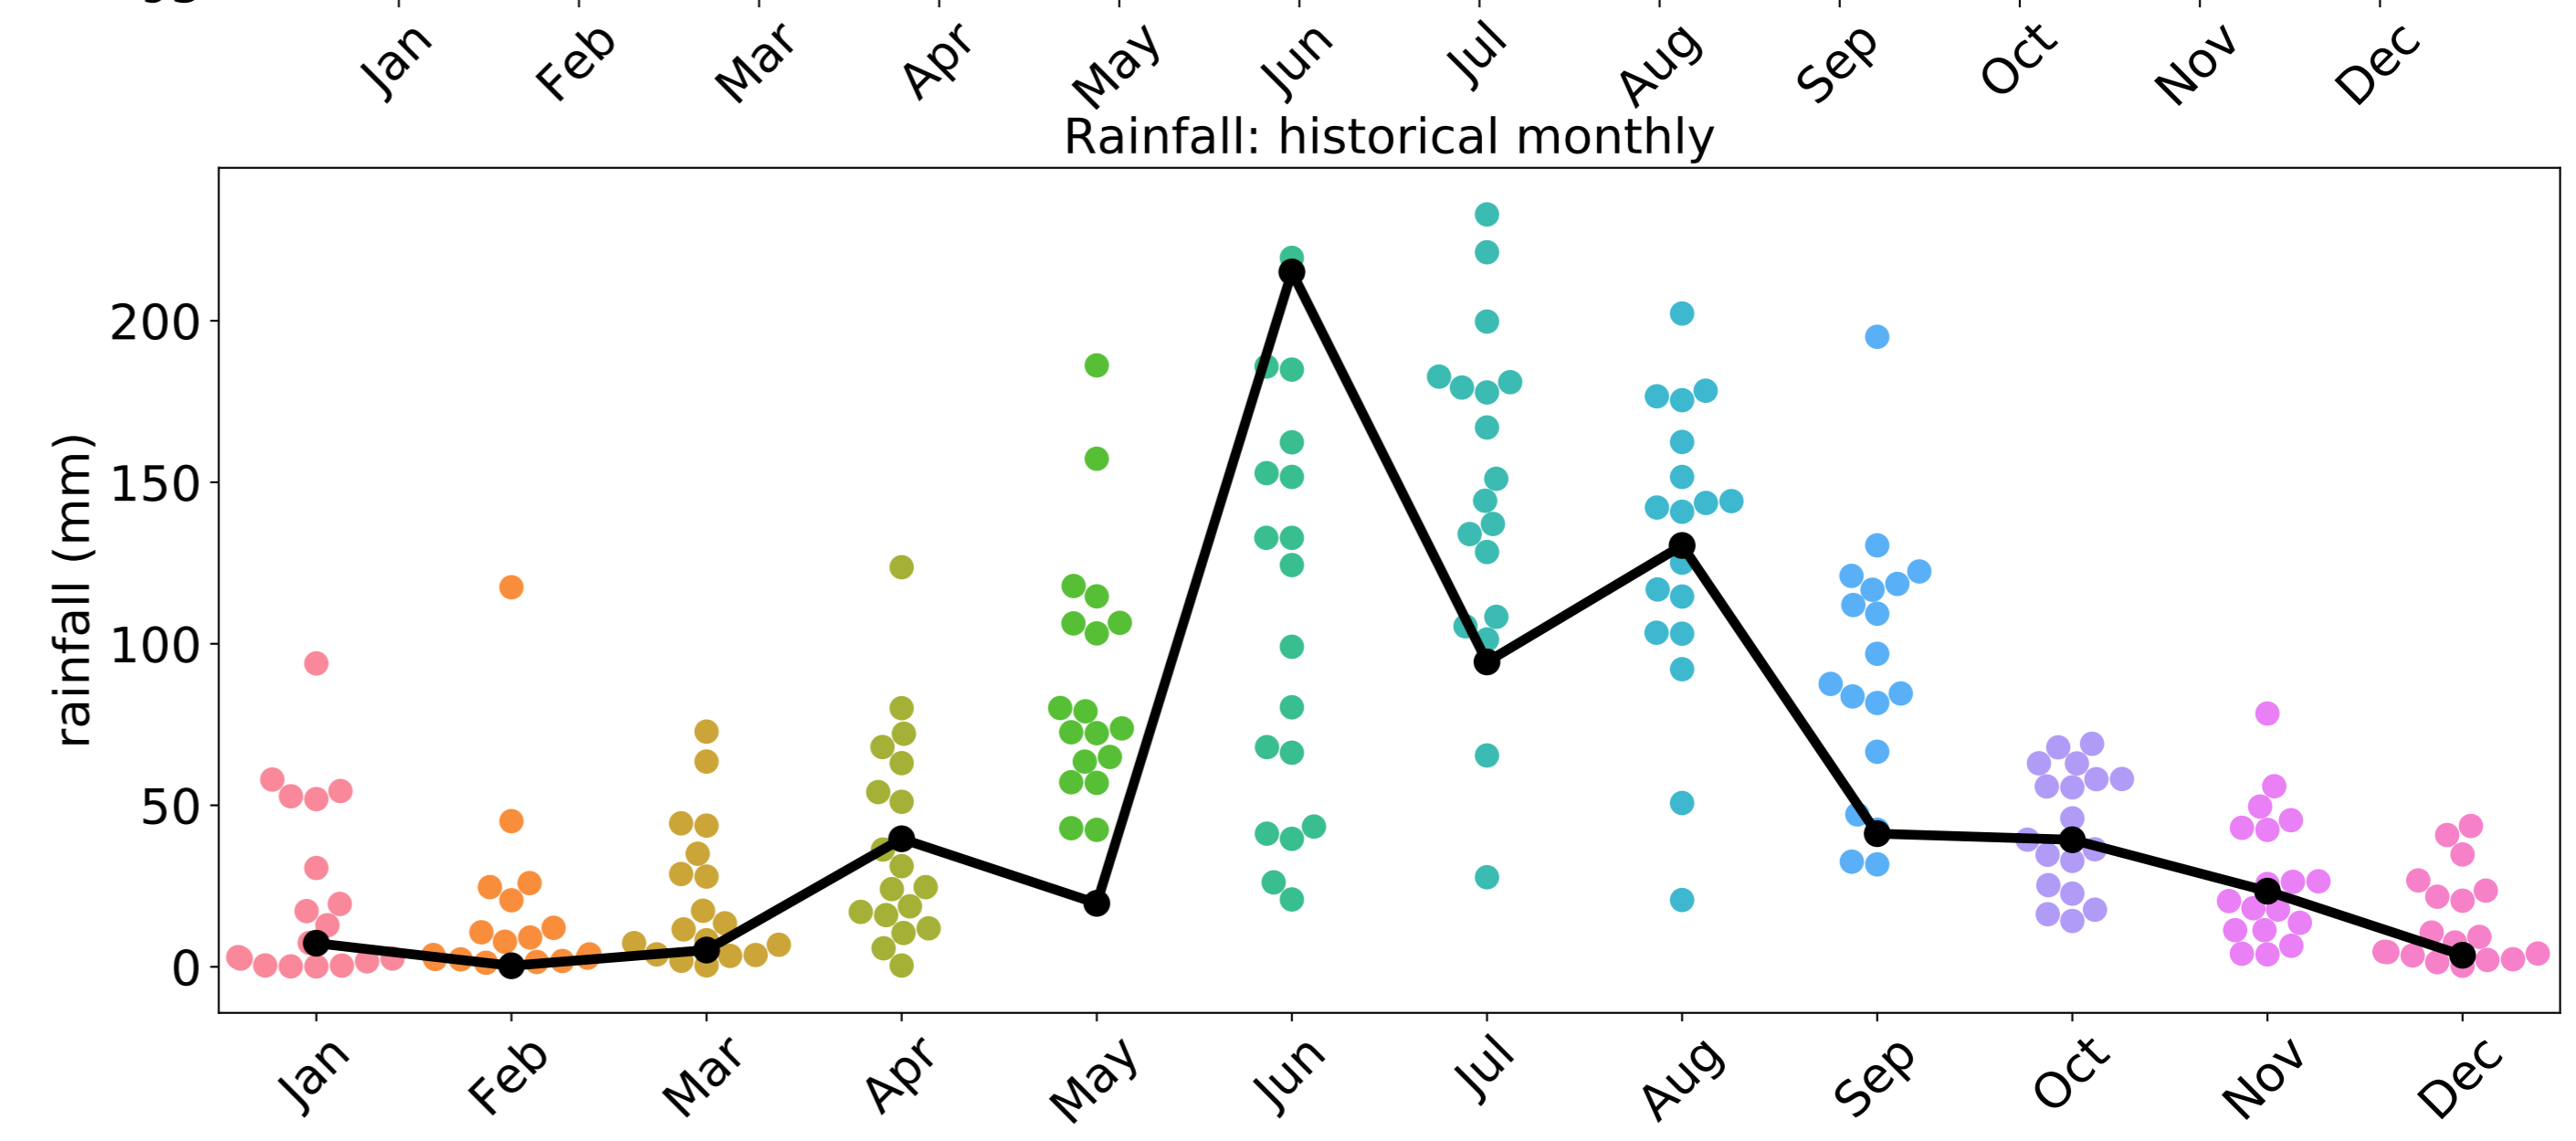 Jan Feb Mar Apr May Jun Jul Aug Sep Oct Nov Dec
Rainfall: historical monthly
rainfall (mm)
200
150
100
50
0
Jan Feb Mar Apr May Jun Jul Aug Sep Oct Nov Dec